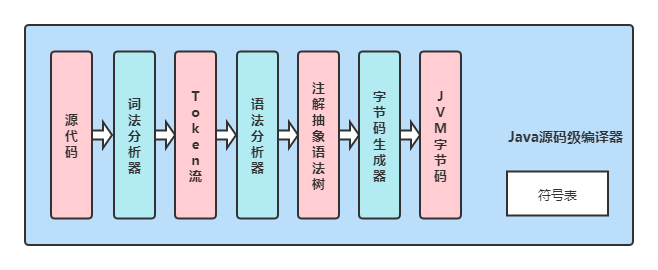 源代码
词法分析器
Token流
语法分析器
注解抽象语法树
字节码生成器
JVM字节码
Java源码级编译器
符号表